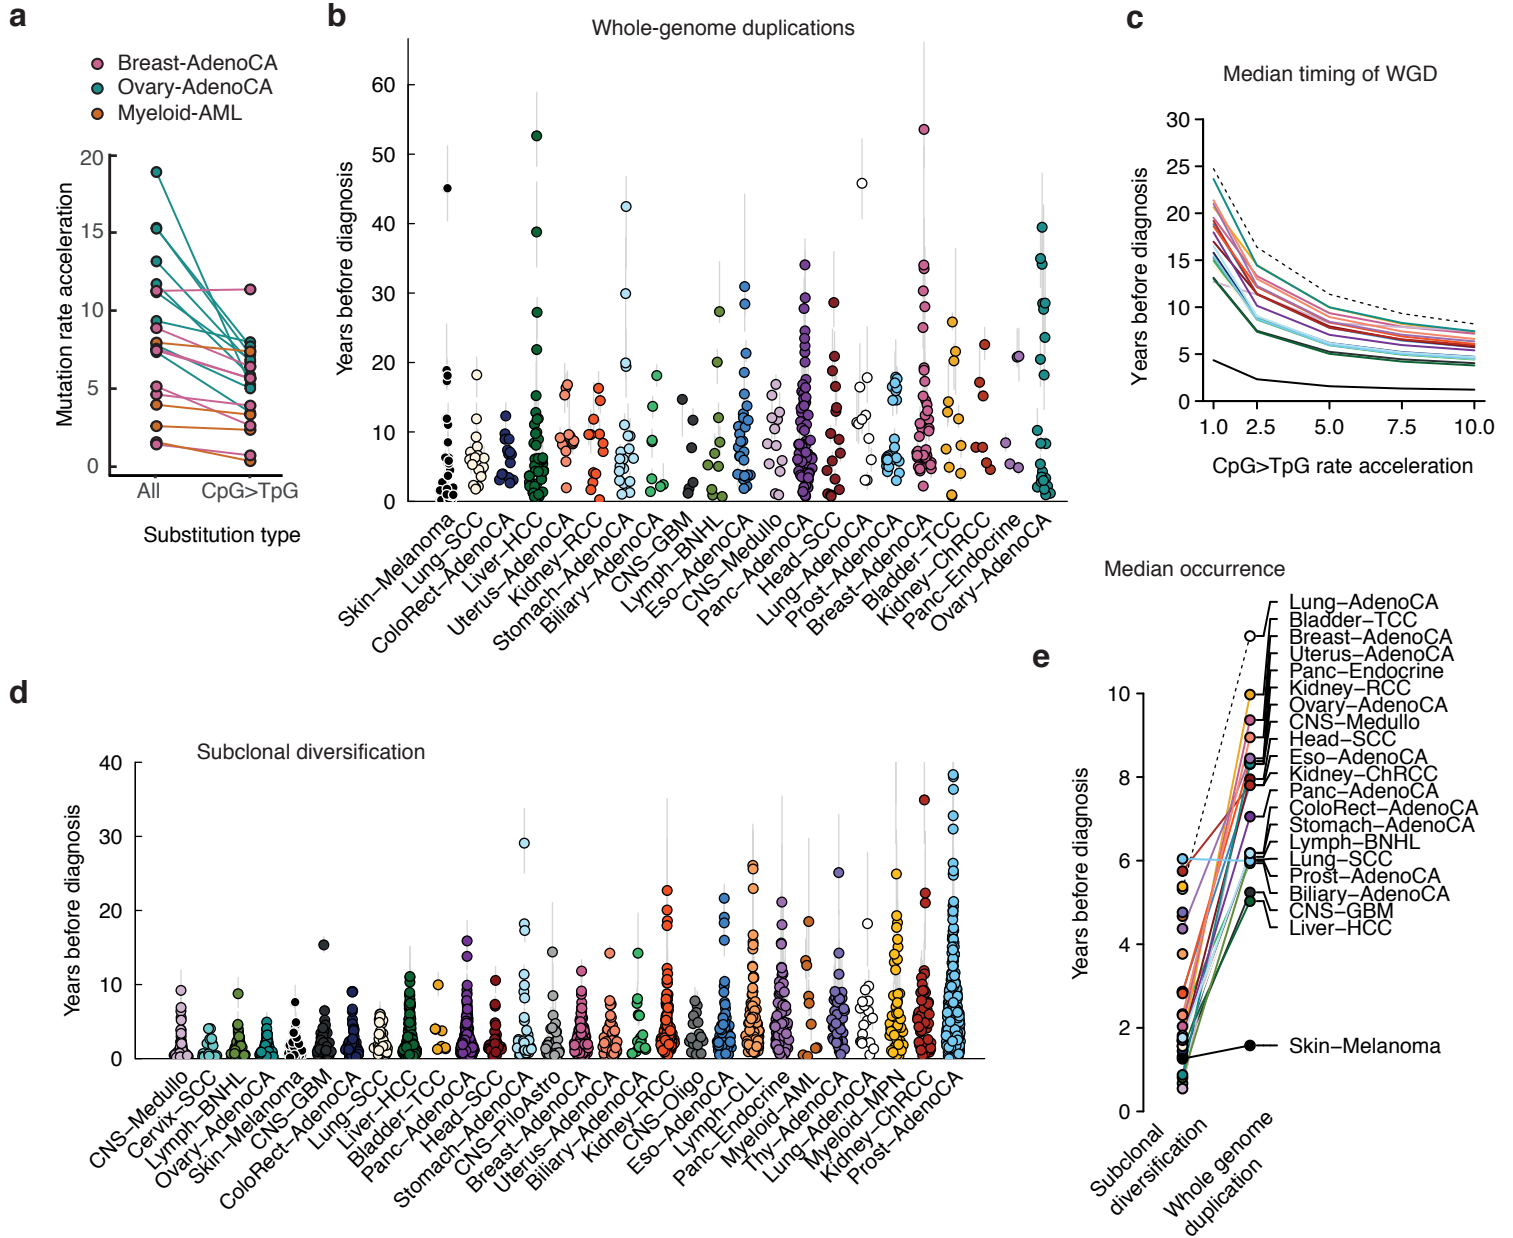 a
Breast-AdenoCA
Ovary-AdenoCA
Myeloid-AML
Mutation rate acceleration
20
15
10
5
0
All
CpG>TpG
Substitution type
b
Whole-genome duplications
Years before diagnosis
60
50
40
30
20
10
0
Skin–Melanoma
Lung–SCC
ColoRect–AdenoCA
Liver–HCC
Uterus–AdenoCA
Kidney–RCC
Stomach–AdenoCA
Biliary–AdenoCA
CNS–GBM
Lymph–BNHL
Eso–AdenoCA
CNS–Medullo
Panc–AdenoCA
Head–SCC
Lung–AdenoCA
Prost–AdenoCA
Breast–AdenoCA
Bladder–TCC
Kidney–ChRCC
Panc–Endocrine
Ovary–AdenoCA
c
Median timing of WGD
Years before diagnosis
30
25
20
15
10
5
0
1.0
2.5
5.0
7.5
10.0
CpG>TpG rate acceleration
d
Subclonal diversification
Years before diagnosis
40
30
20
10
0
CNS–Medullo
Cervix–SCC
Lymph–BNHL
Ovary–AdenoCA
Skin–Melanoma
CNS–GBM
ColoRect–AdenoCA
Lung–SCC
Liver–HCC
Bladder–TCC
Panc–AdenoCA
Head–SCC
Stomach–AdenoCA
CNS–PiloAstro
Breast–AdenoCA
Uterus–AdenoCA
Biliary–AdenoCA
Kidney–RCC
CNS–Oligo
Eso–AdenoCA
Lymph–CLL
Panc–Endocrine
Myeloid–AML
Thy–AdenoCA
Lung–AdenoCA
Myeloid–MPN
Kidney–ChRCC
Prost–AdenoCA
e
Median occurrence
Years before diagnosis
10
8
6
4
2
0
Lung–AdenoCA
Bladder–TCC
Breast–AdenoCA
Uterus–AdenoCA
Panc–Endocrine
Kidney–RCC
Ovary–AdenoCA
CNS–Medullo
Head–SCC
Eso–AdenoCA
Kidney–ChRCC
Panc–AdenoCA
ColoRect–AdenoCA
Stomach–AdenoCA
Lymph–BNHL
Lung–SCC
Prost–AdenoCA
Biliary–AdenoCA
CNS–GBM
Liver–HCC
Skin–Melanoma
Subclonal
diversification
Whole genome
duplication